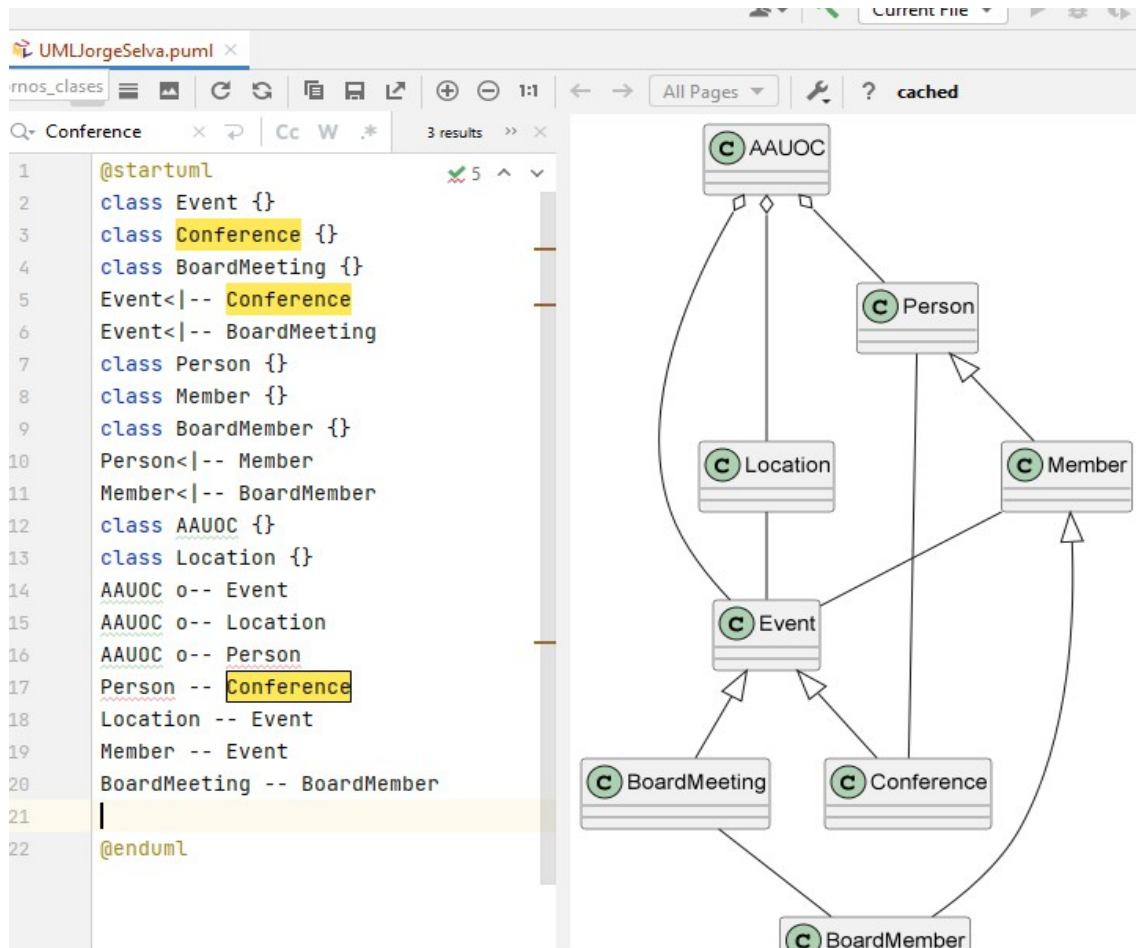 Current File
UMLJorgeSelva.puml
rnos_clases
1:1
All Pages
? cached
Conference
Cc W .*
3 results
5
1 @startuml
2 class Event {}
3 class Conference {}
4 class BoardMeeting {}
5 Event<|-- Conference
6 Event<|-- BoardMeeting
7 class Person {}
8 class Member {}
9 class BoardMember {}
10 Person<|-- Member
11 Member<|-- BoardMember
12 class AAUOC {}
13 class Location {}
14 AAUOC o-- Event
15 AAUOC o-- Location
16 AAUOC o-- Person
17 Person -- Conference
18 Location -- Event
19 Member -- Event
20 BoardMeeting -- BoardMember
21
22 @enduml
C AAUOC
C Person
C Location
C Member
C Event
C BoardMeeting
C Conference
C BoardMember